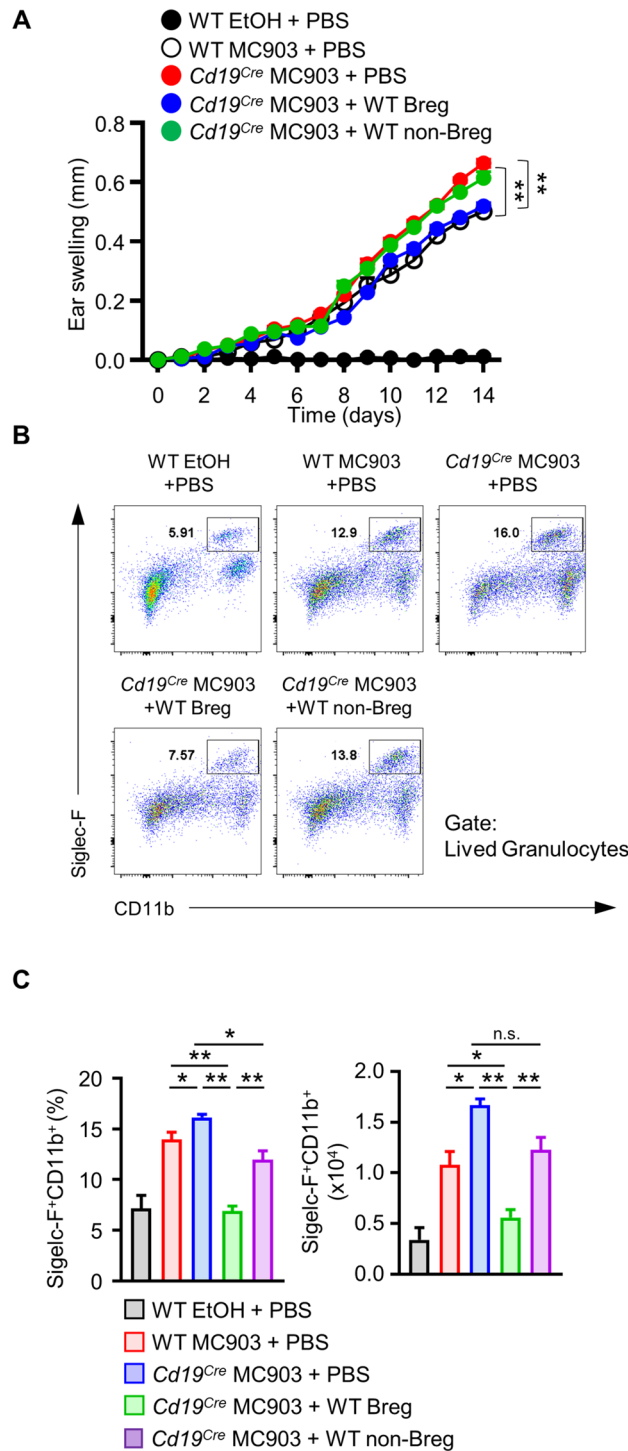 A
WT EtOH + PBS
WT MC903 + PBS
Cd19Cre MC903 + PBS
Cd19Cre MC903 + WT Breg
Cd19Cre MC903 + WT non-Breg
0.8
0.6
0.4
0.2
0.0
Ear swelling (mm)
**
**
0 2 4 6 8 10 12 14
Time (days)
B
WT EtOH
+PBS
WT MC903
+PBS
Cd19Cre MC903
+PBS
5.91
12.9
16.0
Cd19Cre MC903
+WT Breg
Cd19Cre MC903
+WT non-Breg
7.57
13.8
Siglec-F
Gate:
Lived Granulocytes
CD11b
C
*
**
* ** **
20
15
10
5
0
Sigelc-F+CD11b+ (%)
n.s.
*
* ** **
2.0
1.5
1.0
0.5
0.0
Sigelc-F+CD11b+
(x10⁴)
WT EtOH + PBS
WT MC903 + PBS
Cd19Cre MC903 + PBS
Cd19Cre MC903 + WT Breg
Cd19Cre MC903 + WT non-Breg